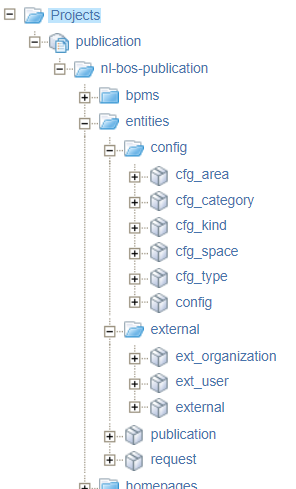 Projects
publication
nl-bos-publication
bpms
entities
config
cfg_area
cfg_category
cfg_kind
cfg_space
cfg_type
config
external
ext_organization
ext_user
external
publication
request
homepages